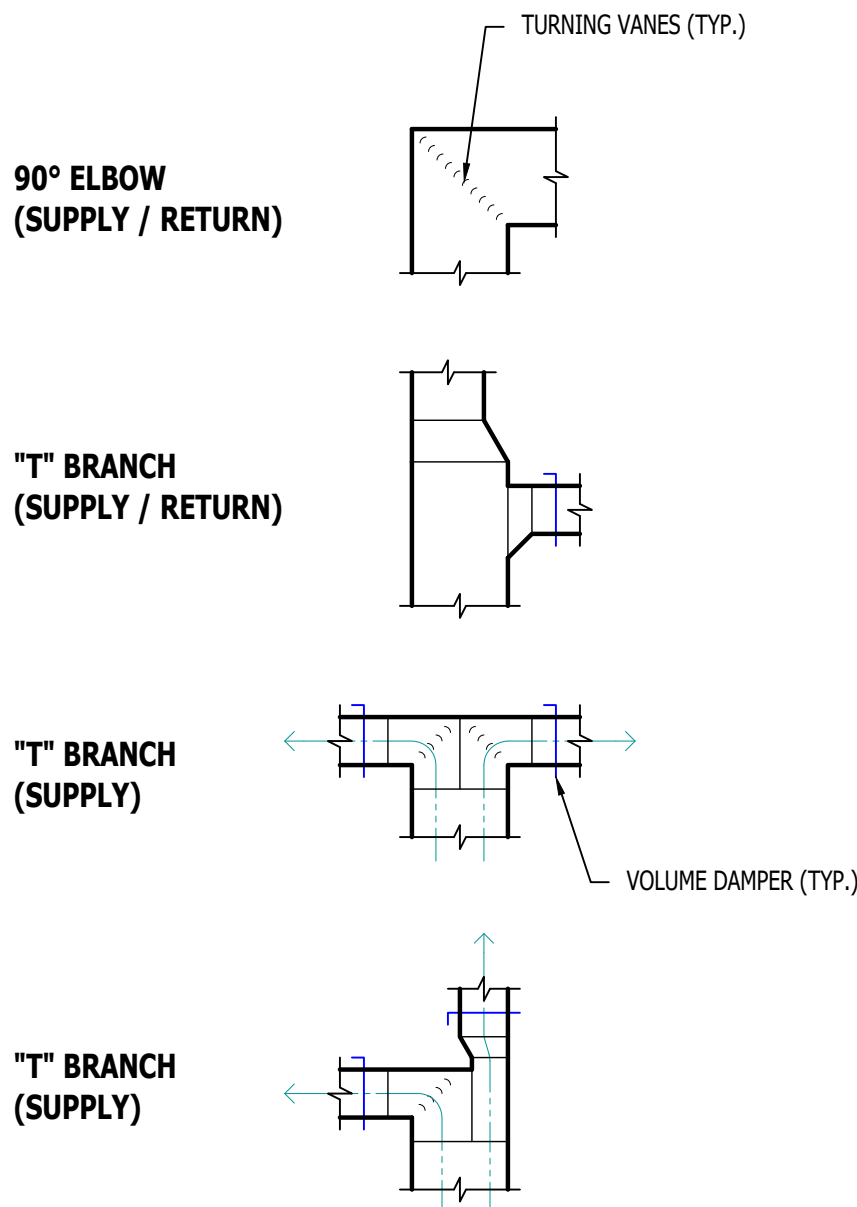 TURNING VANES (TYP.)
90° ELBOW
(SUPPLY / RETURN)
"T" BRANCH
(SUPPLY / RETURN)
"T" BRANCH
(SUPPLY)
VOLUME DAMPER (TYP.)
"T" BRANCH
(SUPPLY)